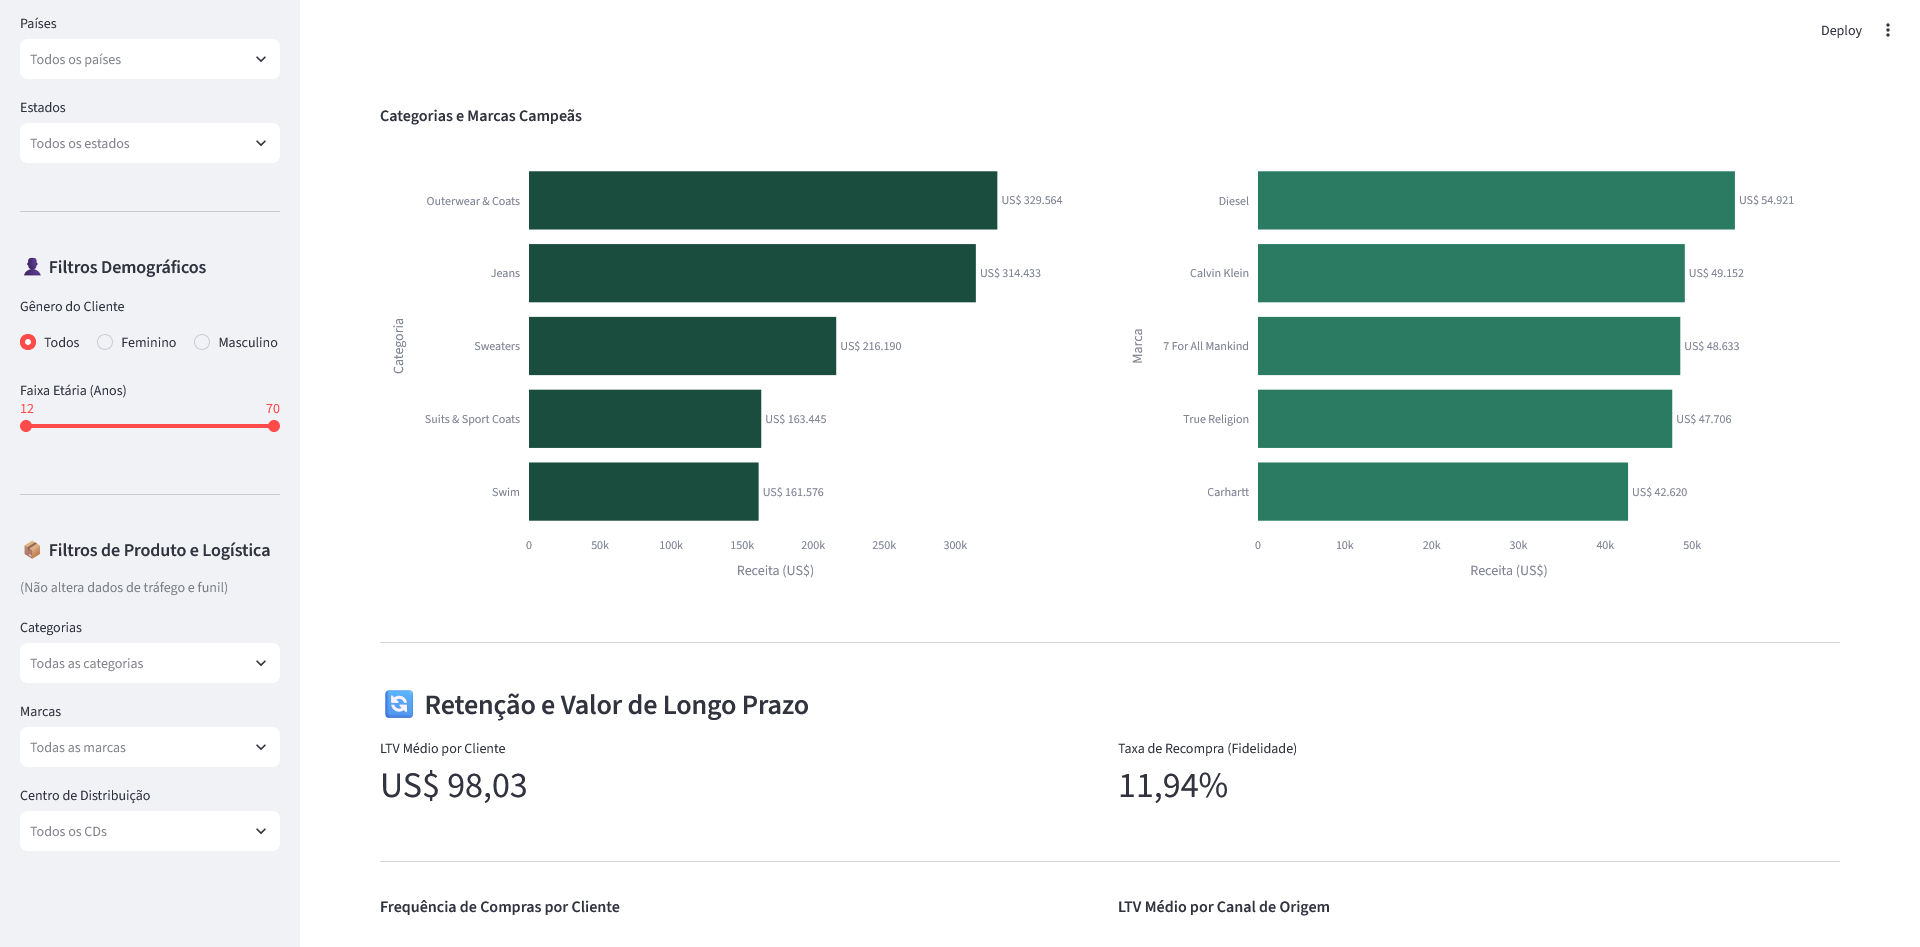 Países
Todos os países
Estados
Todos os estados
Filtros Demográficos
Gênero do Cliente
Todos Feminino Masculino
Faixa Etária (Anos)
12 70
Filtros de Produto e Logística
(Não altera dados de tráfego e funil)
Categorias
Todas as categorias
Marcas
Todas as marcas
Centro de Distribuição
Todos os CDs
Deploy
Categorias e Marcas Campeãs
Categoria
Outerwear & Coats US$ 329.564
Jeans US$ 314.433
Sweaters US$ 216.190
Suits & Sport Coats US$ 163.445
Swim US$ 161.576
0 50k 100k 150k 200k 250k 300k
Receita (US$)
Marca
Diesel US$ 54.921
Calvin Klein US$ 49.152
7 For All Mankind US$ 48.633
True Religion US$ 47.706
Carhartt US$ 42.620
0 10k 20k 30k 40k 50k
Receita (US$)
Retenção e Valor de Longo Prazo
LTV Médio por Cliente
US$ 98,03
Taxa de Recompra (Fidelidade)
11,94%
Frequência de Compras por Cliente
LTV Médio por Canal de Origem